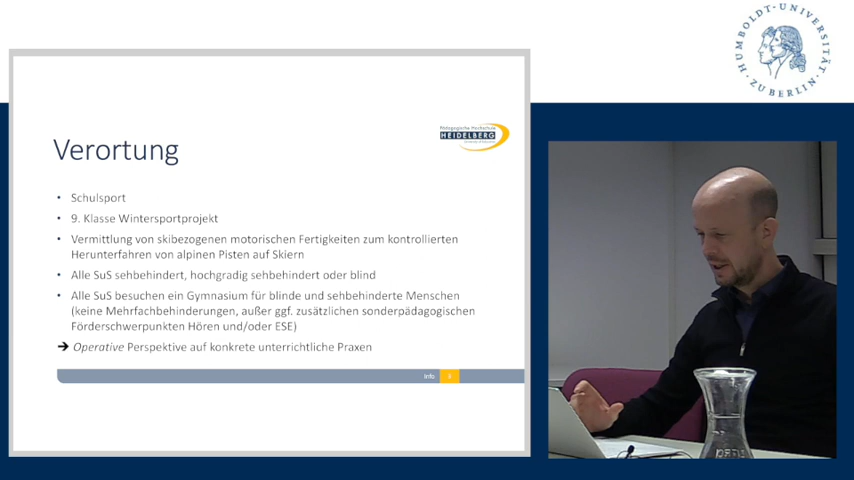 HUMBOLDT-UNIVERSITÄT
ZU BERLIN
Pädagogische Hochschule
HEIDELBERG
Verortung
• Schulsport
• 9. Klasse Wintersportprojekt
• Vermittlung von skibezogenen motorischen Fertigkeiten zum kontrollierten
Herunterfahren von alpinen Pisten auf Skiern
• Alle SuS sehbehindert, hochgradig sehbehindert oder blind
• Alle SuS besuchen ein Gymnasium für blinde und sehbehinderte Menschen
(keine Mehrfachbehinderungen, außer ggf. zusätzlichen sonderpädagogischen
Förderschwerpunkten Hören und/oder ESE)
➔ Operative Perspektive auf konkrete unterrichtliche Praxen
Info